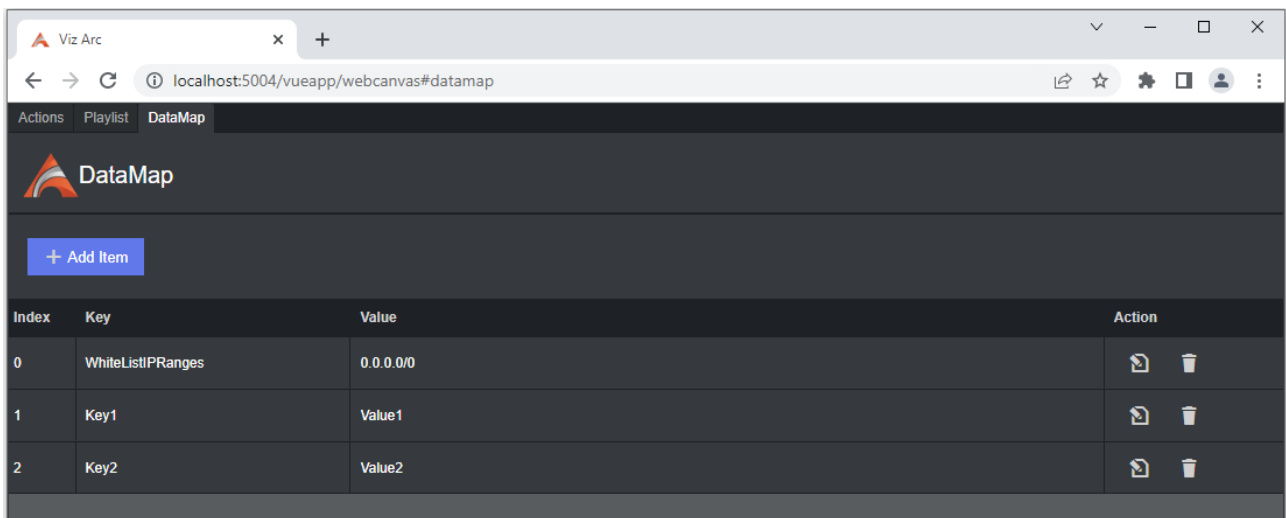 Viz Arc
localhost:5004/vueapp/webcanvas#datamap
Actions Playlist DataMap
DataMap
+ Add Item
Index Key Value Action
0 WhiteListIPRanges 0.0.0.0/0
1 Key1 Value1
2 Key2 Value2